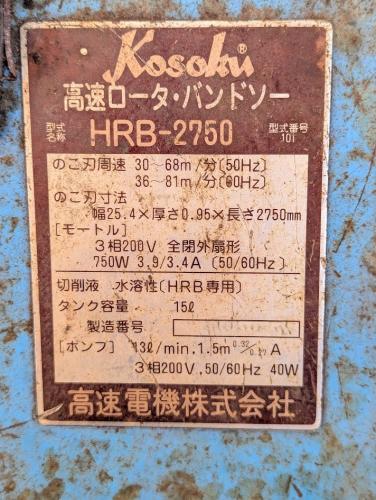 Kosoku®
高速ロータ・バンドソー
型式名称 HRB-2750 型式番号 101
のこ刃周速 30~68m/分(50Hz)
36~81m/分(60Hz)
のこ刃寸法
幅25.4×厚さ0.95×長さ2750mm
[モートル]
3相200V 全閉外扇形
750W 3.9/3.4A (50/60Hz)
切削液 水溶性(HRB専用)
タンク容量 15ℓ
製造番号
[ポンプ] 13ℓ/min,1.5m 0.32/0.27 A
3相200V,50/60Hz 40W
高速電機株式会社